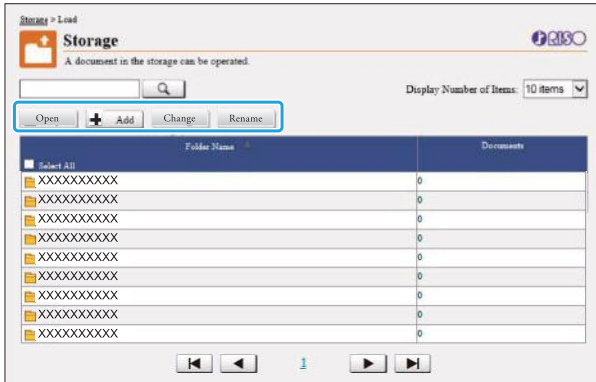 Storage > Load
Storage
RISO
A document in the storage can be operated.
Display Number of Items: 10 items
Open Add Change Rename
Folder Name Documents
Select All
XXXXXXXXXX 0
XXXXXXXXXX 0
XXXXXXXXXX 0
XXXXXXXXXX 0
XXXXXXXXXX 0
XXXXXXXXXX 0
XXXXXXXXXX 0
XXXXXXXXXX 0
XXXXXXXXXX 0
1